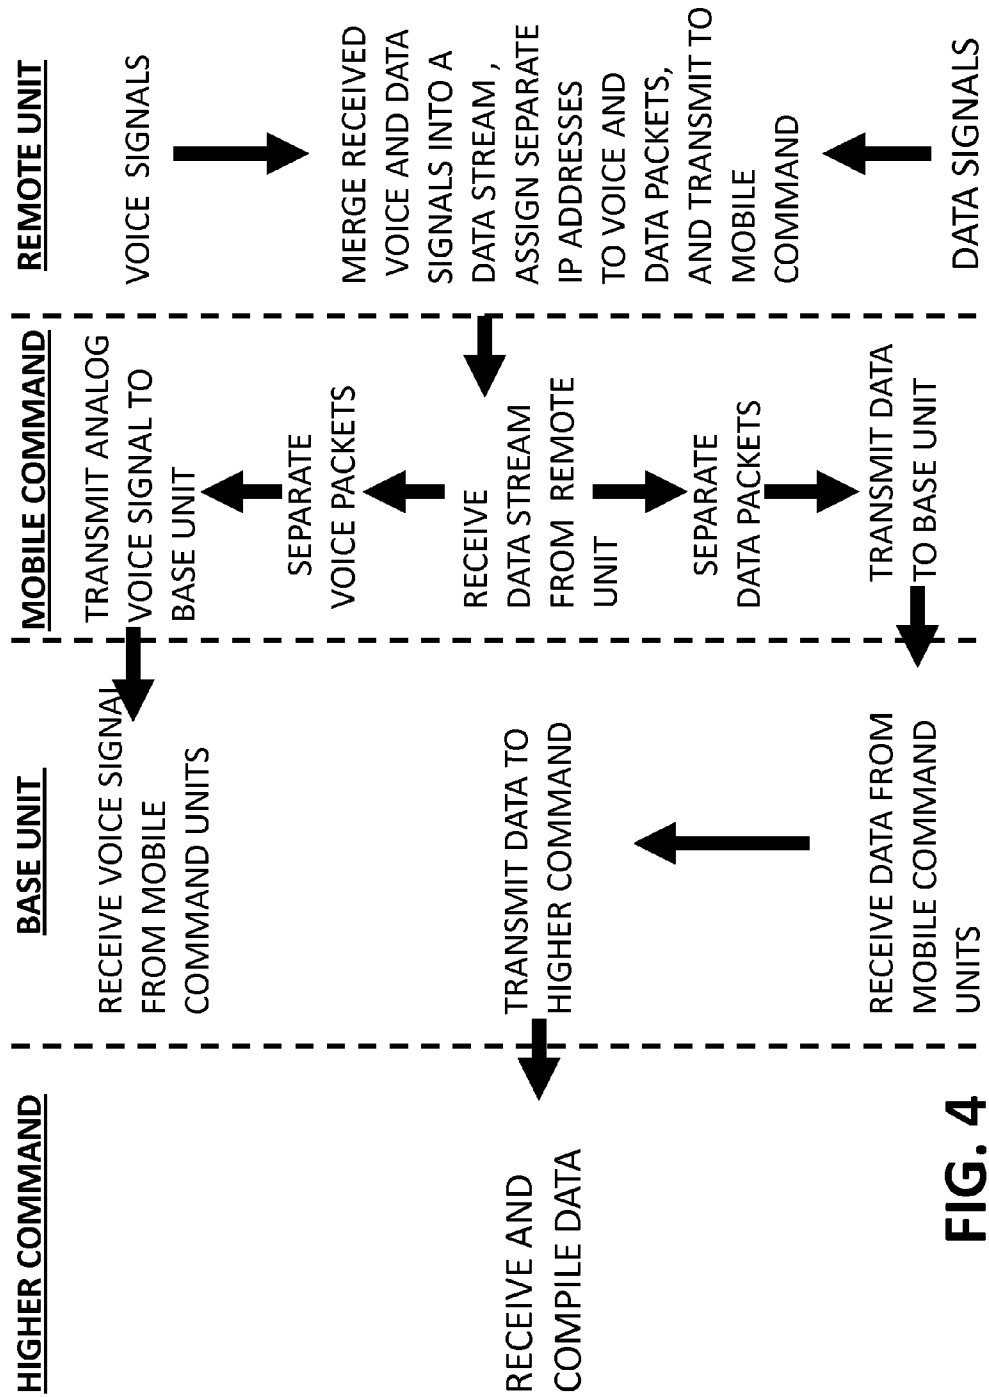 HIGHER COMMAND
RECEIVE AND
COMPILE DATA
BASE UNIT
RECEIVE VOICE SIGNAL
FROM MOBILE
COMMAND UNITS
TRANSMIT DATA TO
HIGHER COMMAND
RECEIVE DATA FROM
MOBILE COMMAND
UNITS
MOBILE COMMAND
TRANSMIT ANALOG
VOICE SIGNAL TO
BASE UNIT
SEPARATE
VOICE PACKETS
RECEIVE
DATA STREAM
FROM REMOTE
UNIT
SEPARATE
DATA PACKETS
TRANSMIT DATA
TO BASE UNIT
REMOTE UNIT
VOICE SIGNALS
MERGE RECEIVED
VOICE AND DATA
SIGNALS INTO A
DATA STREAM ,
ASSIGN SEPARATE
IP ADDRESSES
TO VOICE AND
DATA PACKETS,
AND TRANSMIT TO
MOBILE
COMMAND
DATA SIGNALS
FIG. 4